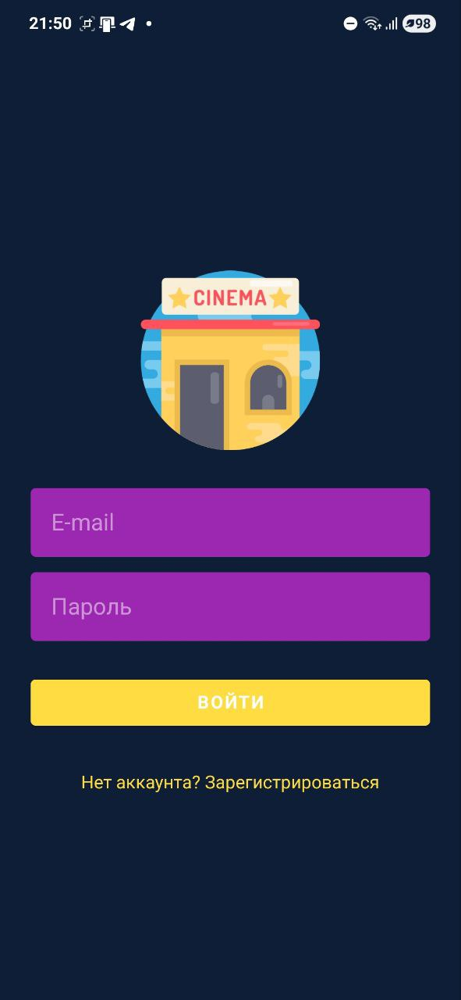 21:50
98
CINEMA
E-mail
Пароль
ВОЙТИ
Нет аккаунта? Зарегистрироваться